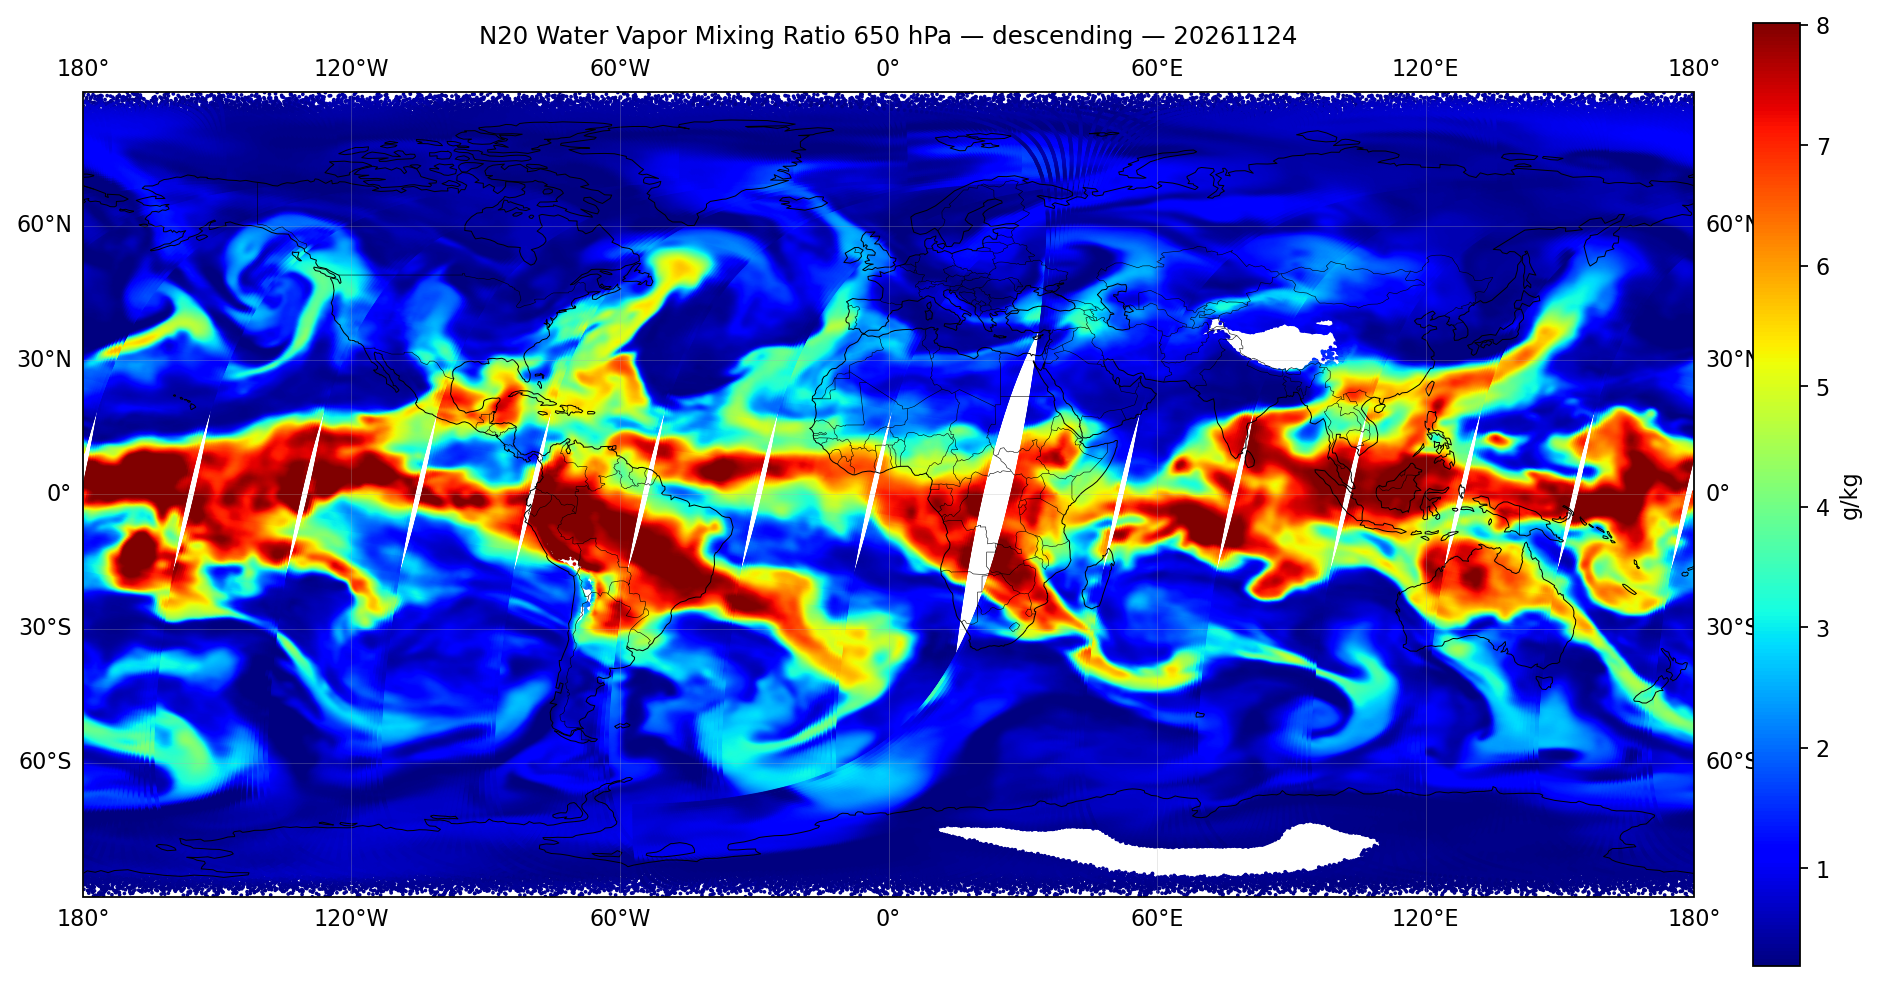 N20 Water Vapor Mixing Ratio 650 hPa — descending — 20261124
180° 120°W 60°W 0° 60°E 120°E 180°
8
7
60°N 60°N
6
30°N 30°N
5
g/kg
0° 0°
4
30°S 30°S
3
60°S 60°S
2
1
180° 120°W 60°W 0° 60°E 120°E 180°